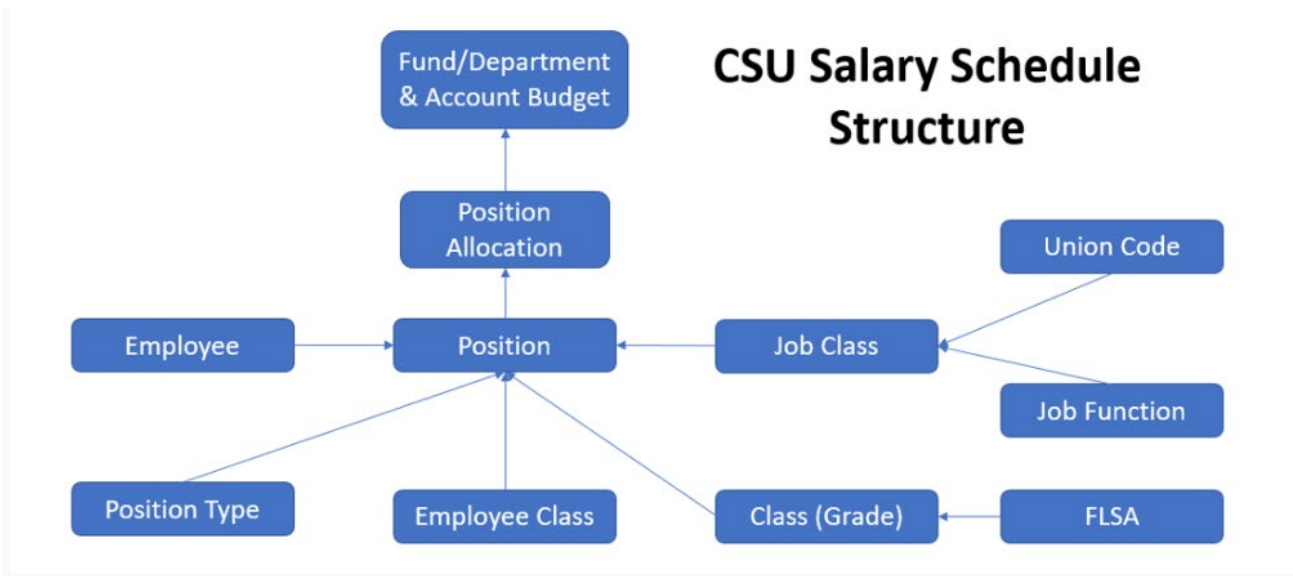 CSU Salary Schedule
Structure
Fund/Department
& Account Budget
Position
Allocation
Union Code
Employee
Position
Job Class
Job Function
Position Type
Employee Class
Class (Grade)
FLSA